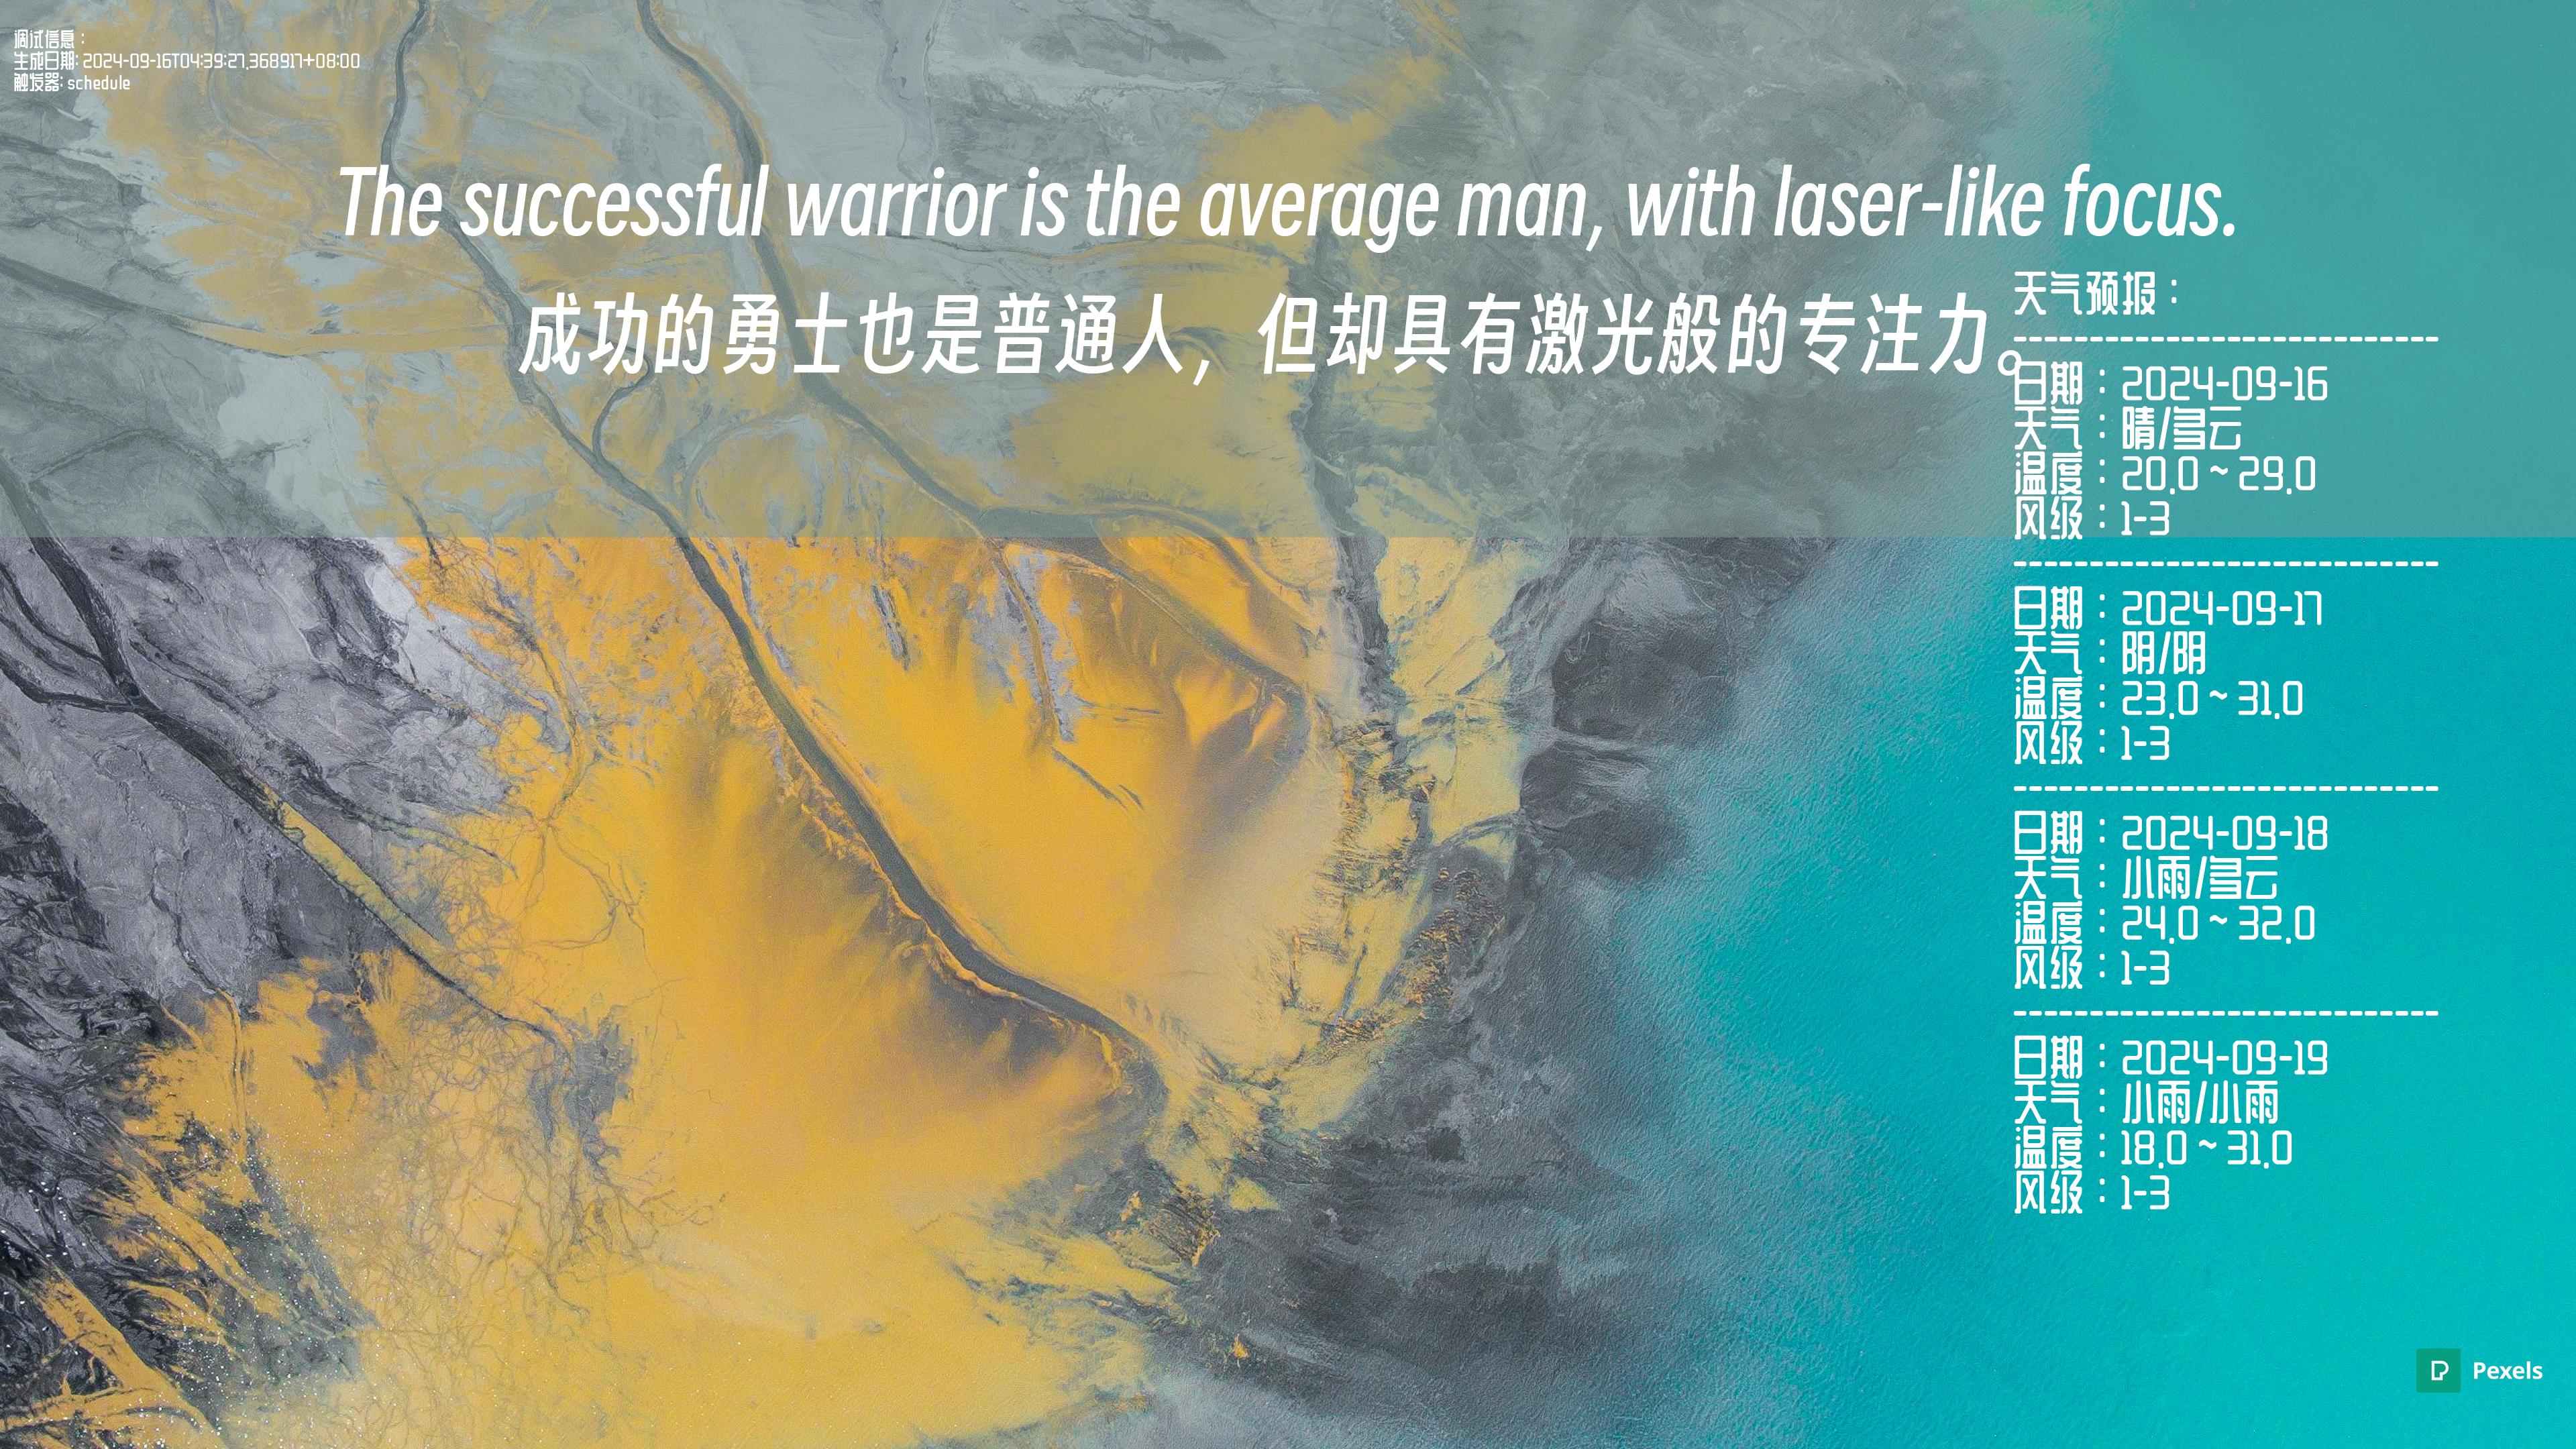 调试信息：
生成日期: 2024-09-16T04:39:27.368917+08:00
触发器: schedule
The successful warrior is the average man, with laser-like focus.
成功的勇士也是普通人，但却具有激光般的专注力。
天气预报：
----------------------------
日期：2024-09-16
天气：晴/多云
温度：20.0 ~ 29.0
风级：1-3
----------------------------
日期：2024-09-17
天气：阴/阴
温度：23.0 ~ 31.0
风级：1-3
----------------------------
日期：2024-09-18
天气：小雨/多云
温度：24.0 ~ 32.0
风级：1-3
----------------------------
日期：2024-09-19
天气：小雨/小雨
温度：18.0 ~ 31.0
风级：1-3
Pexels